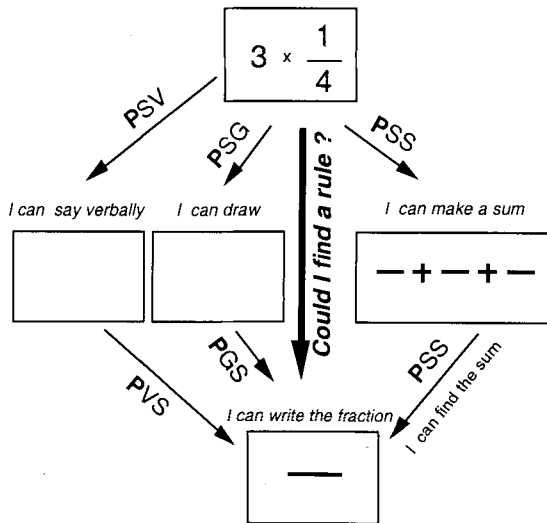 3 x 1/4
PSV
PSG
PSS
Could I find a rule ?
I can say verbally
I can draw
I can make a sum
— + — + —
PVS
PGS
PSS
I can find the sum
I can write the fraction
—